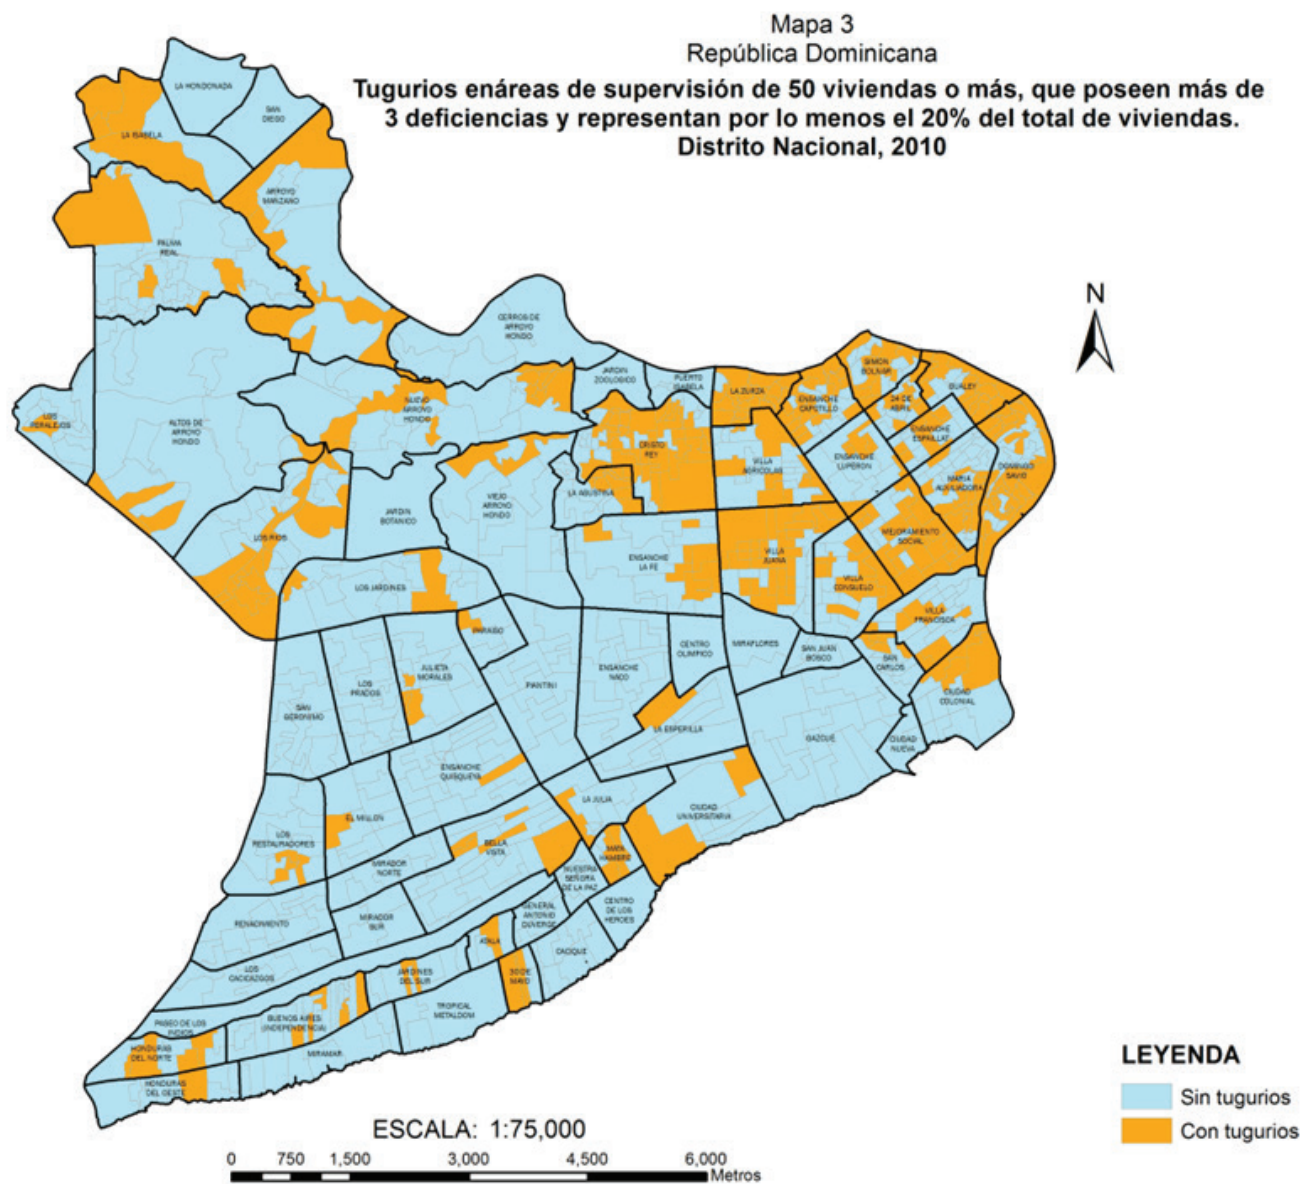 Mapa 3
República Dominicana
Tugurios enáreas de supervisión de 50 viviendas o más, que poseen más de
3 deficiencias y representan por lo menos el 20% del total de viviendas.
Distrito Nacional, 2010
LA HONDONADA
SAN
DIEGO
LA ISABELA
ARROYO
MANZANO
PALMA
REAL
N
CERROS DE
ARROYO
HONDO
JARDIN
ZOOLOGICO
PUERTO
ISABELA
LA ZURZA
SIMON
BOLIVAR
ENSANCHE
CAPOTILLO
24 DE
ABRIL
GUALEY
LOS
PERALEJOS
ALTOS DE
ARROYO
HONDO
NUEVO
ARROYO
HONDO
CRISTO
REY
ENSANCHE
ESPAILLAT
ENSANCHE
LUPERON
VILLA
AGRICOLAS
DOMINGO
SAVIO
MARIA
AUXILIADORA
LA AGUSTINA
VIEJO
ARROYO
HONDO
JARDIN
BOTANICO
LOS RIOS
MEJORAMIENTO
SOCIAL
ENSANCHE
LA FE
VILLA
JUANA
VILLA
CONSUELO
LOS JARDINES
VILLA
FRANCISCA
PARAISO
CENTRO
OLIMPICO
MIRAFLORES
SAN JUAN
BOSCO
SAN
CARLOS
JULIETA
MORALES
ENSANCHE
NACO
PIANTINI
LOS
PRADOS
SAN
GERONIMO
CIUDAD
COLONIAL
LA ESPERILLA
GAZCUE
CIUDAD
NUEVA
ENSANCHE
QUISQUEYA
LA JULIA
CIUDAD
UNIVERSITARIA
EL MILLON
LOS
RESTAURADORES
BELLA
VISTA
MATA
HAMBRE
MIRADOR
NORTE
NUESTRA
SEÑORA
DE LA PAZ
CENTRO
DE LOS
HEROES
GENERAL
ANTONIO
DUVERGE
RENACIMIENTO
MIRADOR
SUR
ATALA
CACIQUE
LOS
CACICAZGOS
JARDINES
DEL SUR
30 DE
MAYO
TROPICAL
METALDOM
PASEO DE LOS
INDIOS
BUENOS AIRES
(INDEPENDENCIA)
HONDURAS
DEL NORTE
MIRAMAR
HONDURAS
DEL OESTE
LEYENDA
Sin tugurios
Con tugurios
ESCALA: 1:75,000
0 750 1,500 3,000 4,500 6,000
Metros